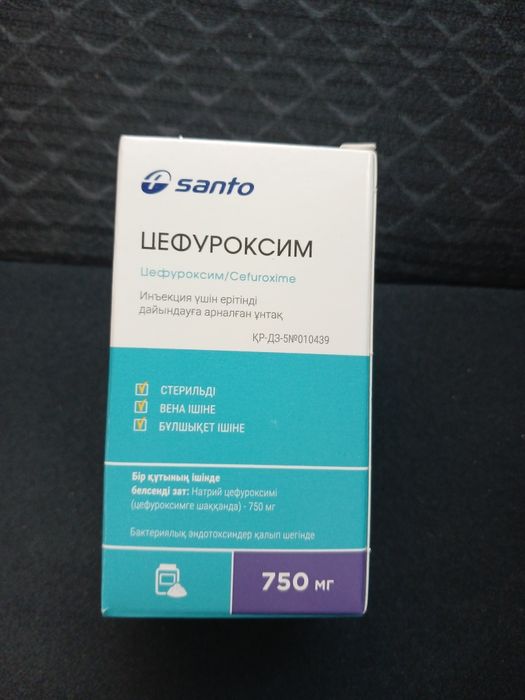 santo
ЦЕФУРОКСИМ
Цефуроксим/Cefuroxime
Инъекция үшін ерітінді
дайындауға арналған ұнтақ
ҚР-ДЗ-5№010439
СТЕРИЛЬДІ
ВЕНА ІШІНЕ
БҰЛШЫҚЕТ ІШІНЕ
Бір құтының ішінде
белсенді зат: Натрий цефуроксимі
(цефуроксимге шаққанда) - 750 мг
Бактериялық эндотоксиндер қалып шегінде
750 мг